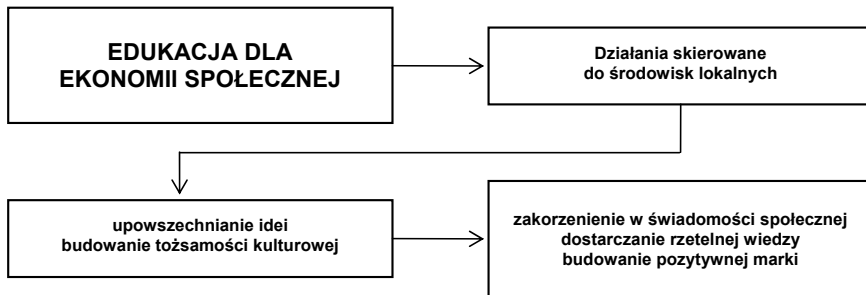 EDUKACJA DLA
EKONOMII SPOŁECZNEJ
Działania skierowane
do środowisk lokalnych
upowszechnianie idei
budowanie tożsamości kulturowej
zakorzenienie w świadomości społecznej
dostarczanie rzetelnej wiedzy
budowanie pozytywnej marki